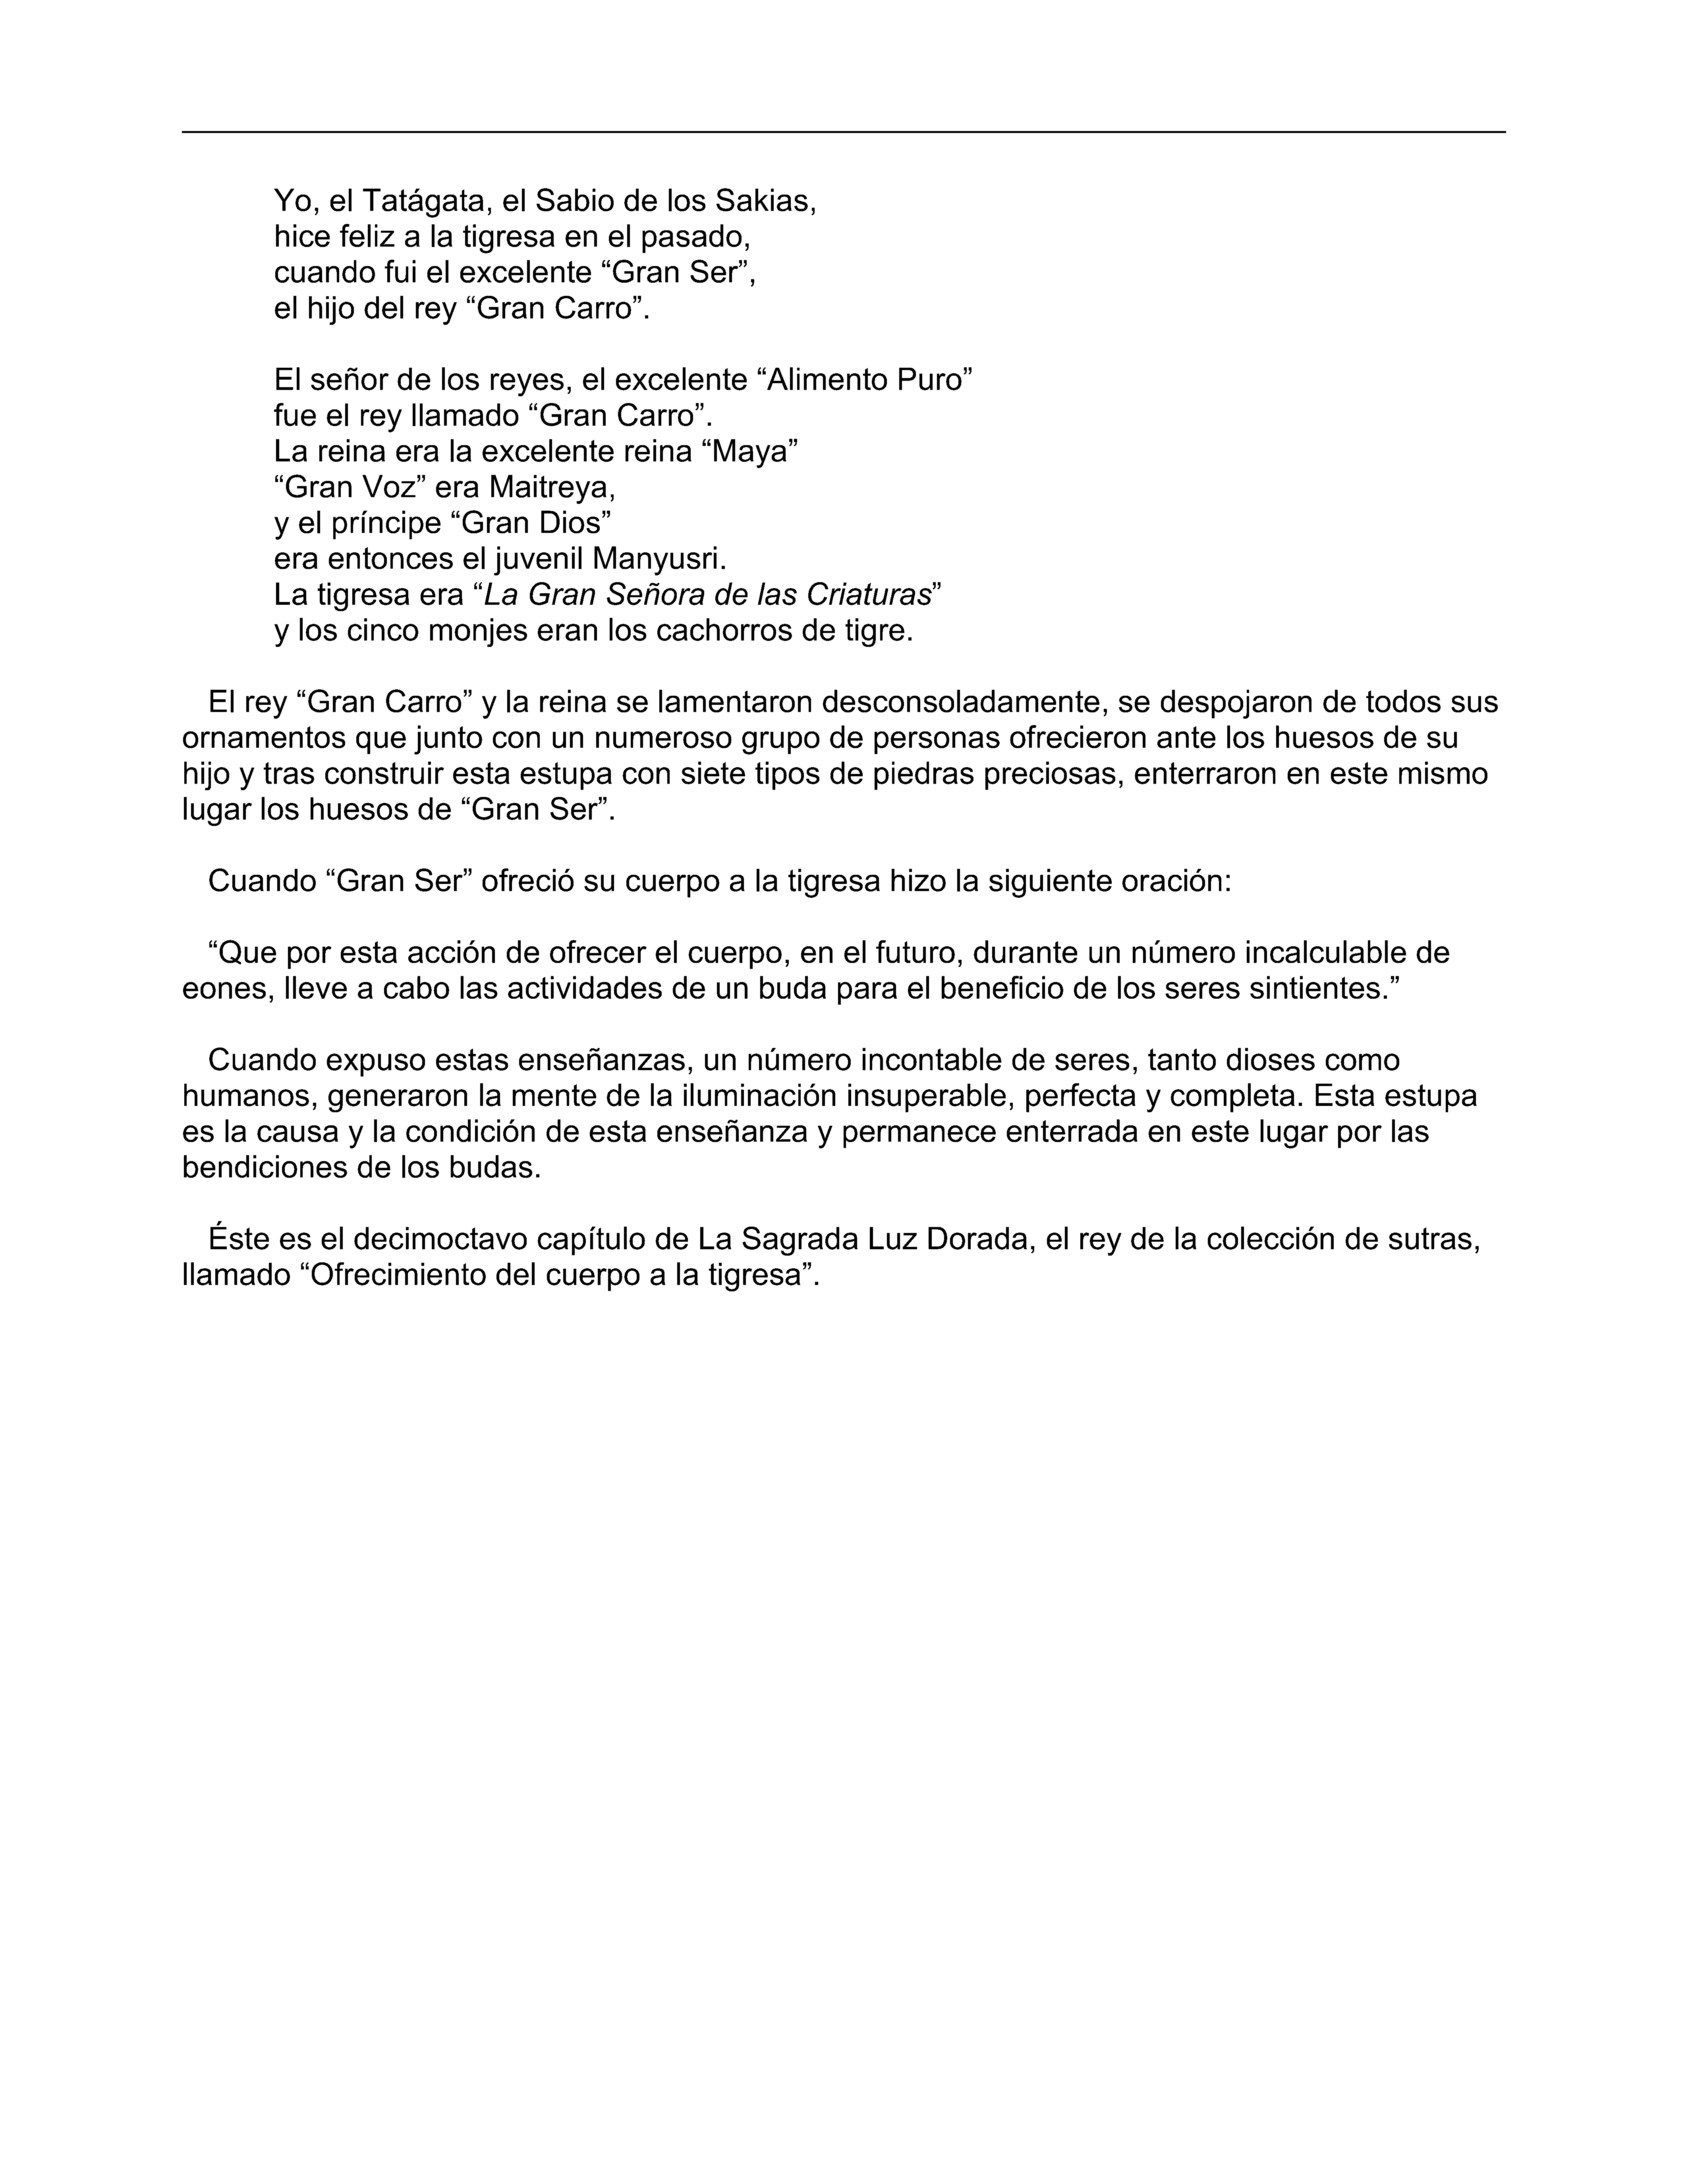 Yo, el Tatágata, el Sabio de los Sakias,
hice feliz a la tigresa en el pasado,
cuando fui el excelente “Gran Ser”,
el hijo del rey “Gran Carro”.
El señor de los reyes, el excelente “Alimento Puro”
fue el rey llamado “Gran Carro”.
La reina era la excelente reina “Maya”
“Gran Voz” era Maitreya,
y el príncipe “Gran Dios”
era entonces el juvenil Manyusri.
La tigresa era “La Gran Señora de las Criaturas”
y los cinco monjes eran los cachorros de tigre.
El rey “Gran Carro” y la reina se lamentaron desconsoladamente, se despojaron de todos sus
ornamentos que junto con un numeroso grupo de personas ofrecieron ante los huesos de su
hijo y tras construir esta estupa con siete tipos de piedras preciosas, enterraron en este mismo
lugar los huesos de “Gran Ser”.
Cuando “Gran Ser” ofreció su cuerpo a la tigresa hizo la siguiente oración:
“Que por esta acción de ofrecer el cuerpo, en el futuro, durante un número incalculable de
eones, lleve a cabo las actividades de un buda para el beneficio de los seres sintientes.”
Cuando expuso estas enseñanzas, un número incontable de seres, tanto dioses como
humanos, generaron la mente de la iluminación insuperable, perfecta y completa. Esta estupa
es la causa y la condición de esta enseñanza y permanece enterrada en este lugar por las
bendiciones de los budas.
Éste es el decimoctavo capítulo de La Sagrada Luz Dorada, el rey de la colección de sutras,
llamado “Ofrecimiento del cuerpo a la tigresa”.